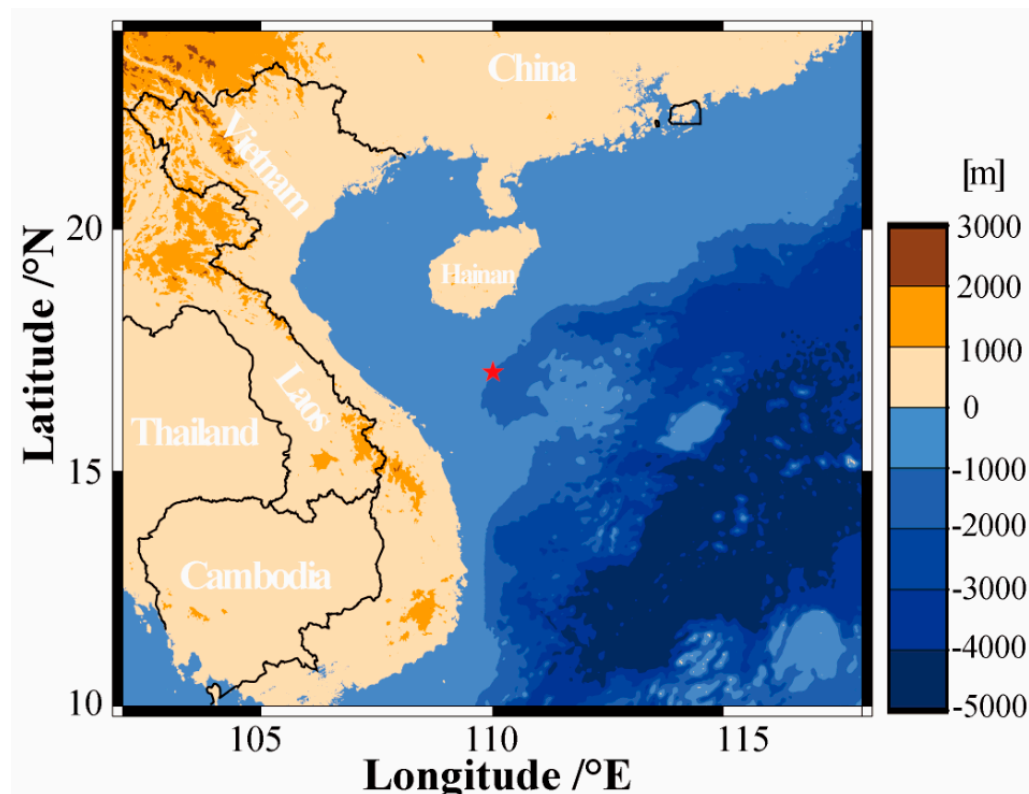 China
Vietnam
[m]
Latitude /°N
20
15
10
Hainan
Laos
Thailand
Cambodia
3000
2000
1000
0
-1000
-2000
-3000
-4000
-5000
105
110
115
Longitude /°E